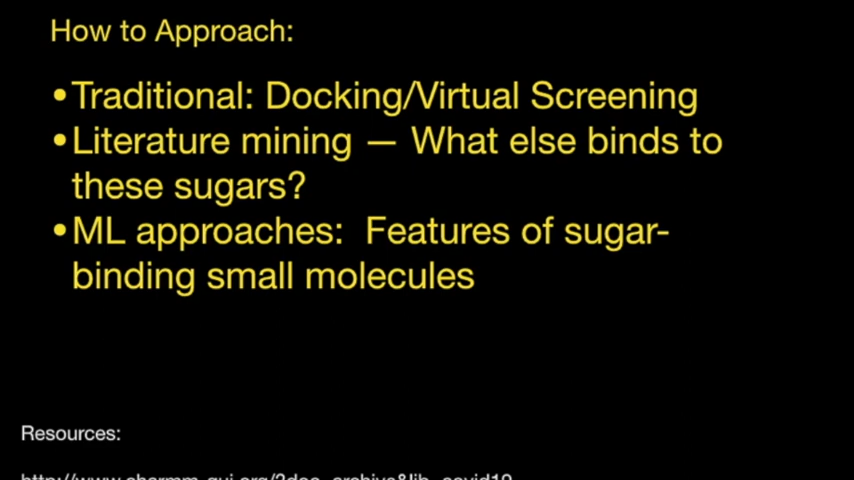 How to Approach:
•Traditional: Docking/Virtual Screening
•Literature mining — What else binds to
these sugars?
•ML approaches:  Features of sugar-
binding small molecules
Resources: